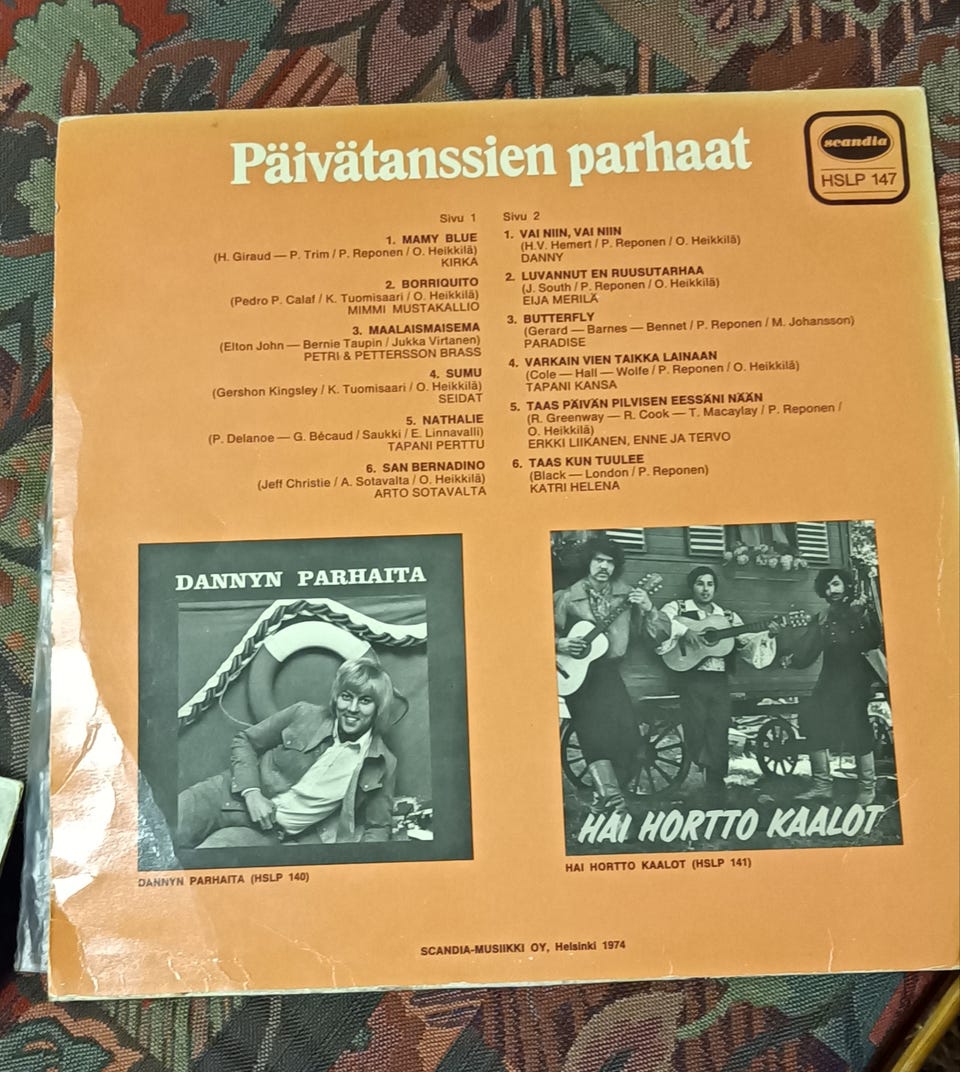 Päivätanssien parhaat
scandia
HSLP 147
Sivu 1
1. MAMY BLUE
(H. Giraud — P. Trim / P. Reponen / O. Heikkilä)
KIRKA
2. BORRIQUITO
(Pedro P. Calaf / K. Tuomisaari / O. Heikkilä)
MIMMI MUSTAKALLIO
3. MAALAISMAISEMA
(Elton John — Bernie Taupin / Jukka Virtanen)
PETRI & PETTERSSON BRASS
4. SUMU
(Gershon Kingsley / K. Tuomisaari / O. Heikkilä)
SEIDAT
5. NATHALIE
(P. Delanoe — G. Bécaud / Saukki / E. Linnavalli)
TAPANI PERTTU
6. SAN BERNADINO
(Jeff Christie / A. Sotavalta / O. Heikkilä)
ARTO SOTAVALTA
Sivu 2
1. VAI NIIN, VAI NIIN
(H.V. Hemert / P. Reponen / O. Heikkilä)
DANNY
2. LUVANNUT EN RUUSUTARHAA
(J. South / P. Reponen / O. Heikkilä)
EIJA MERILÄ
3. BUTTERFLY
(Gerard — Barnes — Bennet / P. Reponen / M. Johansson)
PARADISE
4. VARKAIN VIEN TAIKKA LAINAAN
(Cole — Hall — Wolfe / P. Reponen / O. Heikkilä)
TAPANI KANSA
5. TAAS PÄIVÄN PILVISEN EESSÄNI NÄÄN
(R. Greenway — R. Cook — T. Macaylay / P. Reponen /
O. Heikkilä)
ERKKI LIIKANEN, ENNE JA TERVO
6. TAAS KUN TUULEE
(Black — London / P. Reponen)
KATRI HELENA
DANNYN PARHAITA
DANNYN PARHAITA (HSLP 140)
HAI HORTTO KAALOT
HAI HORTTO KAALOT (HSLP 141)
SCANDIA-MUSIIKKI OY, Helsinki 1974